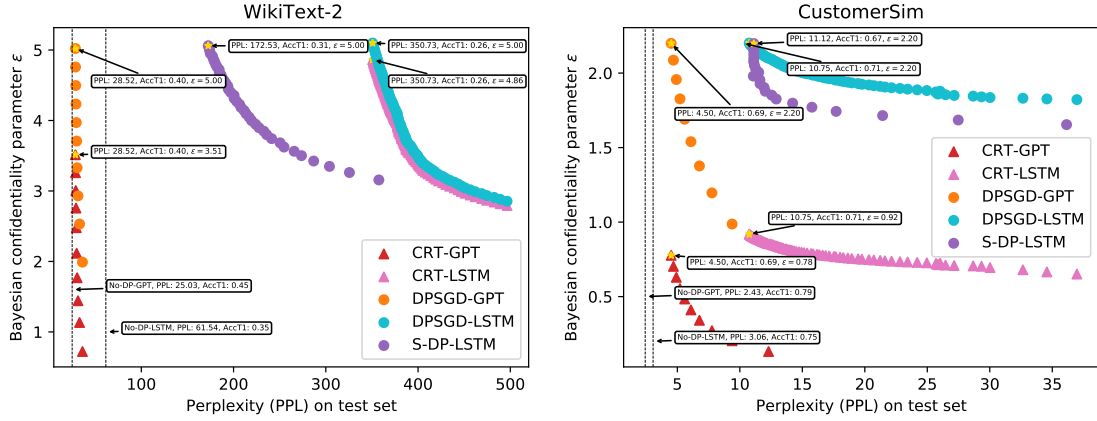 WikiText-2
Bayesian confidentiality parameter ε
5
4
3
2
1
PPL: 172.53, AccT1: 0.31, ε = 5.00
PPL: 350.73, AccT1: 0.26, ε = 5.00
PPL: 28.52, AccT1: 0.40, ε = 5.00
PPL: 350.73, AccT1: 0.26, ε = 4.86
PPL: 28.52, AccT1: 0.40, ε = 3.51
No-DP-GPT, PPL: 25.03, AccT1: 0.45
No-DP-LSTM, PPL: 61.54, AccT1: 0.35
CRT-GPT
CRT-LSTM
DPSGD-GPT
DPSGD-LSTM
S-DP-LSTM
100 200 300 400 500
Perplexity (PPL) on test set
CustomerSim
Bayesian confidentiality parameter ε
2.0
1.5
1.0
0.5
PPL: 11.12, AccT1: 0.67, ε = 2.20
PPL: 10.75, AccT1: 0.71, ε = 2.20
PPL: 4.50, AccT1: 0.69, ε = 2.20
CRT-GPT
CRT-LSTM
DPSGD-GPT
DPSGD-LSTM
S-DP-LSTM
PPL: 10.75, AccT1: 0.71, ε = 0.92
PPL: 4.50, AccT1: 0.69, ε = 0.78
No-DP-GPT, PPL: 2.43, AccT1: 0.79
No-DP-LSTM, PPL: 3.06, AccT1: 0.75
5 10 15 20 25 30 35
Perplexity (PPL) on test set